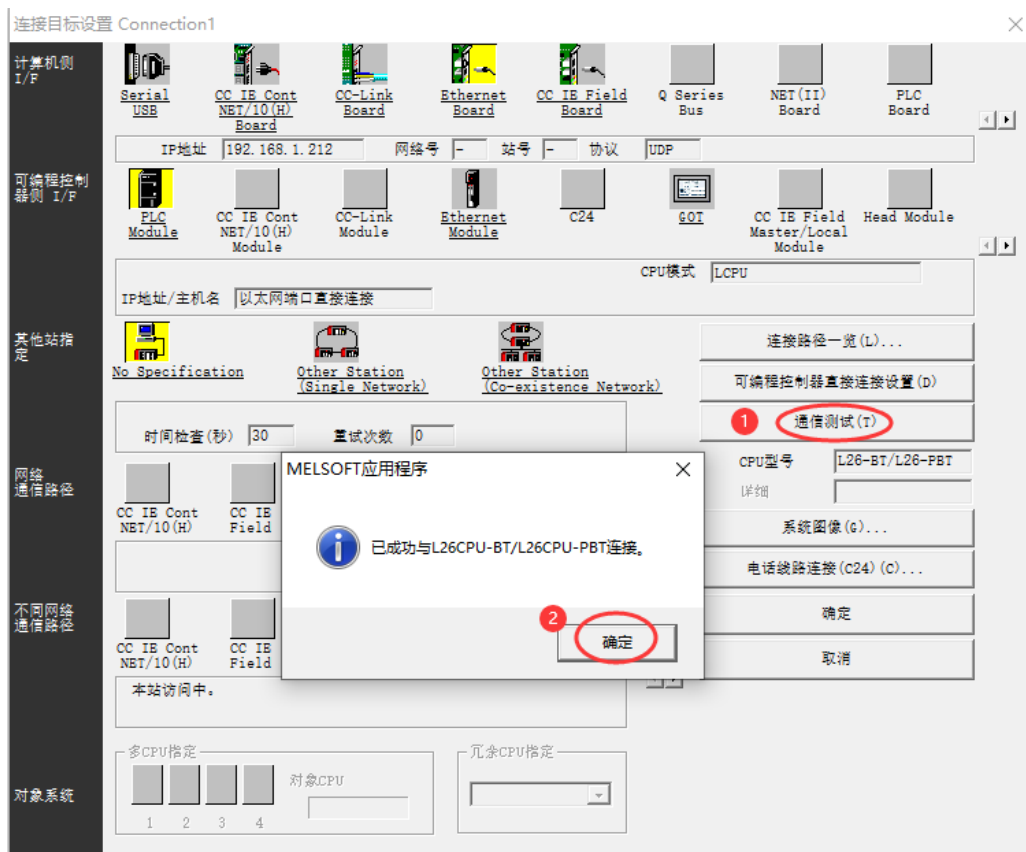 连接目标设置 Connection1
计算机侧
I/F
Serial
USB
CC IE Cont
NET/10(H)
Board
CC-Link
Board
Ethernet
Board
CC IE Field
Board
Q Series
Bus
NET(II)
Board
PLC
Board
IP地址 192.168.1.212 网络号 - 站号 - 协议 UDP
可编程控制
器侧 I/F
PLC
Module
CC IE Cont
NET/10(H)
Module
CC-Link
Module
Ethernet
Module
C24
GOT
CC IE Field
Master/Local
Module
Head Module
CPU模式 LCPU
IP地址/主机名 以太网端口直接连接
其他站指
定
No Specification
Other Station
(Single Network)
Other Station
(Co-existence Network)
连接路径一览(L)...
可编程控制器直接连接设置(D)
1 通信测试(T)
时间检查(秒) 30 重试次数 0
CPU型号 L26-BT/L26-PBT
详细
网络
通信路径
CC IE Cont
NET/10(H)
CC IE
Field
MELSOFT应用程序
已成功与L26CPU-BT/L26CPU-PBT连接。
2
确定
系统图像(G)...
电话线路连接(C24)(C)...
确定
取消
不同网络
通信路径
CC IE Cont
NET/10(H)
CC IE
Field
本站访问中。
对象系统
多CPU指定
1 2 3 4
对象CPU
冗余CPU指定